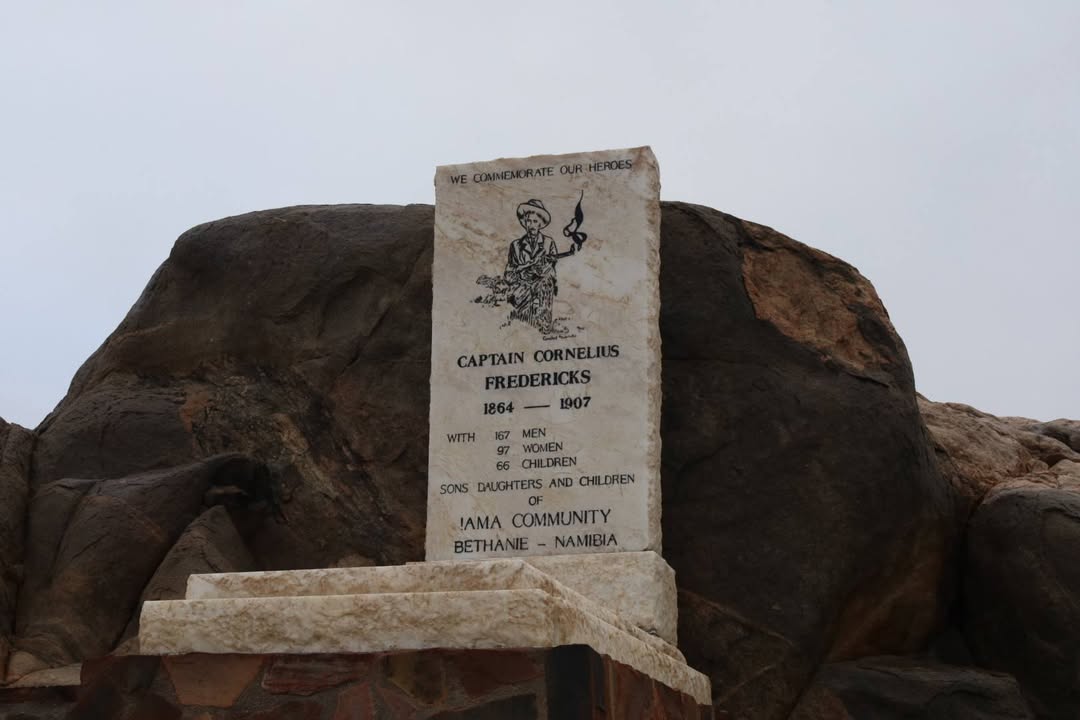 WE COMMEMORATE OUR HEROES
CAPTAIN CORNELIUS
FREDERICKS
1864 — 1907
WITH 167 MEN
97 WOMEN
66 CHILDREN
SONS DAUGHTERS AND CHILDREN
OF
!AMA COMMUNITY
BETHANIE – NAMIBIA